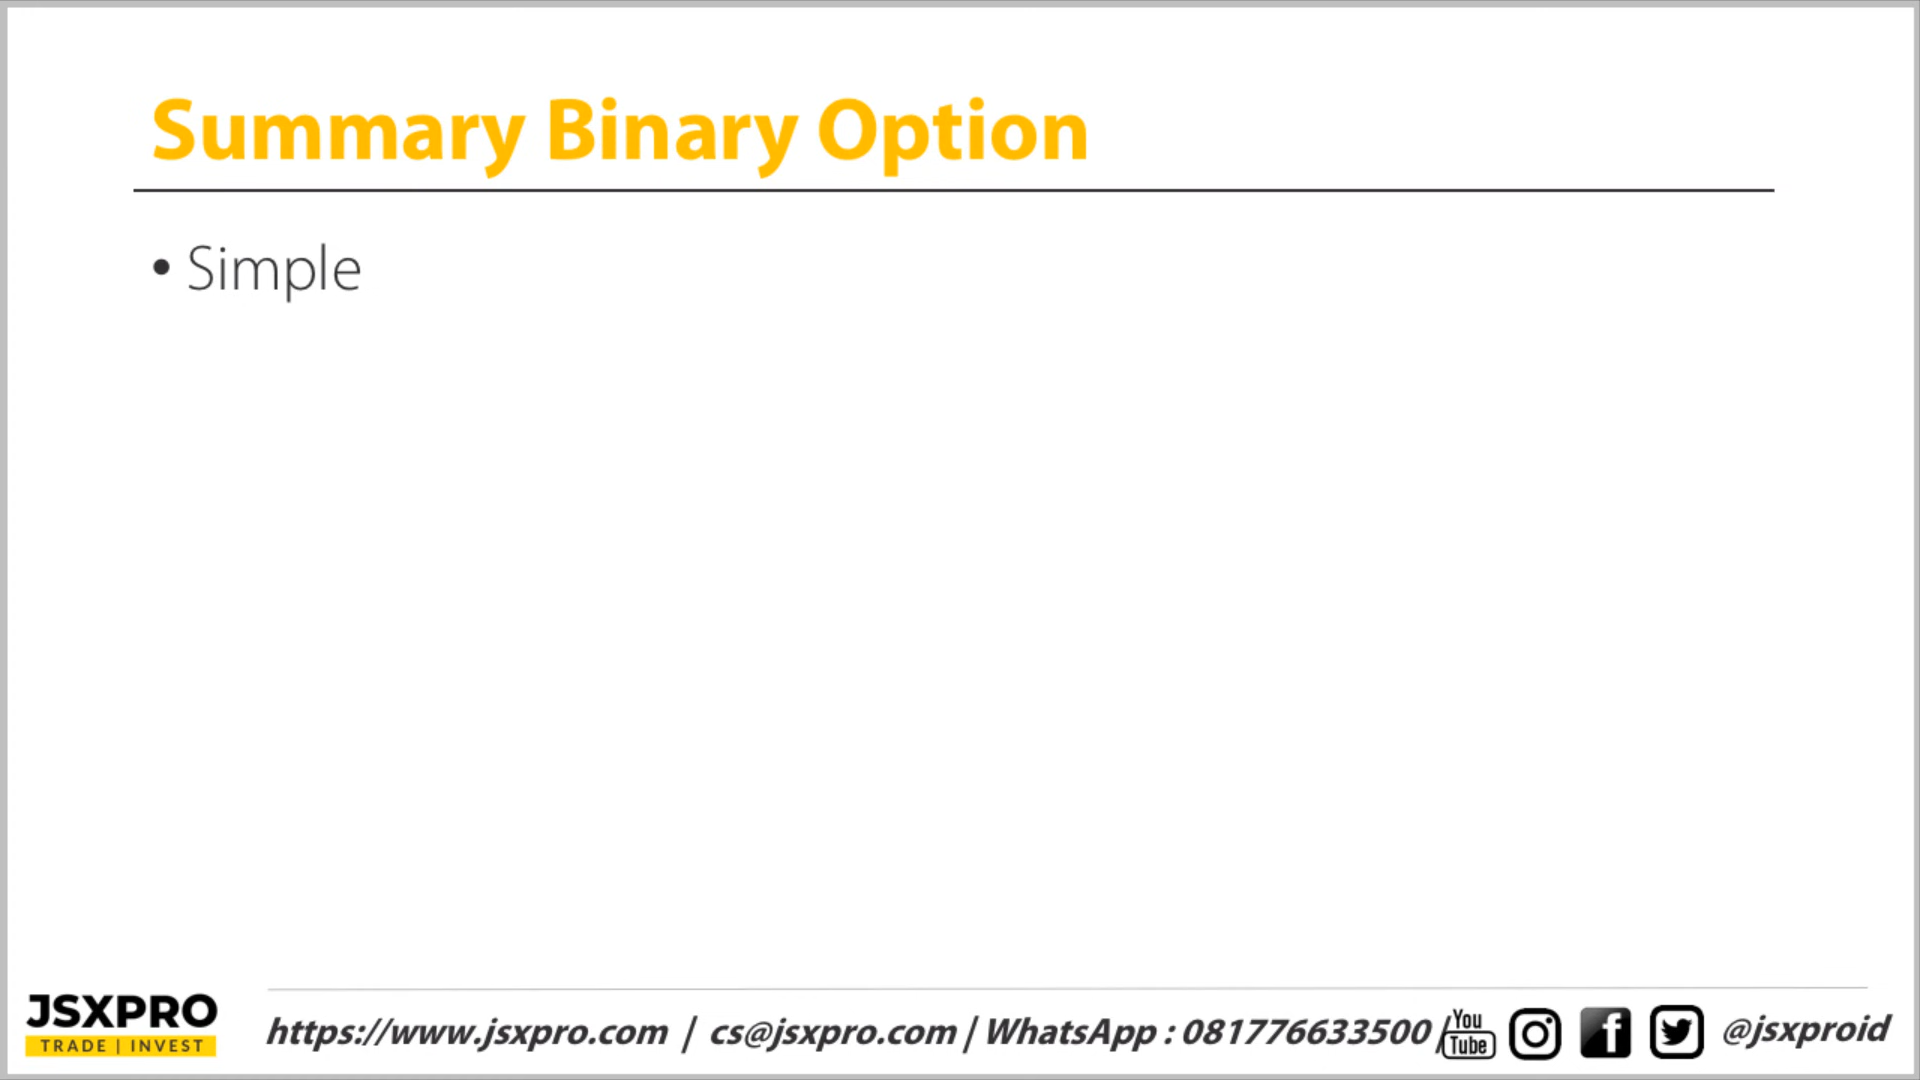 Summary Binary Option
• Simple
JSXPRO
TRADE | INVEST
https://www.jsxpro.com | cs@jsxpro.com | WhatsApp : 081776633500 /
You
Tube
@jsxproid